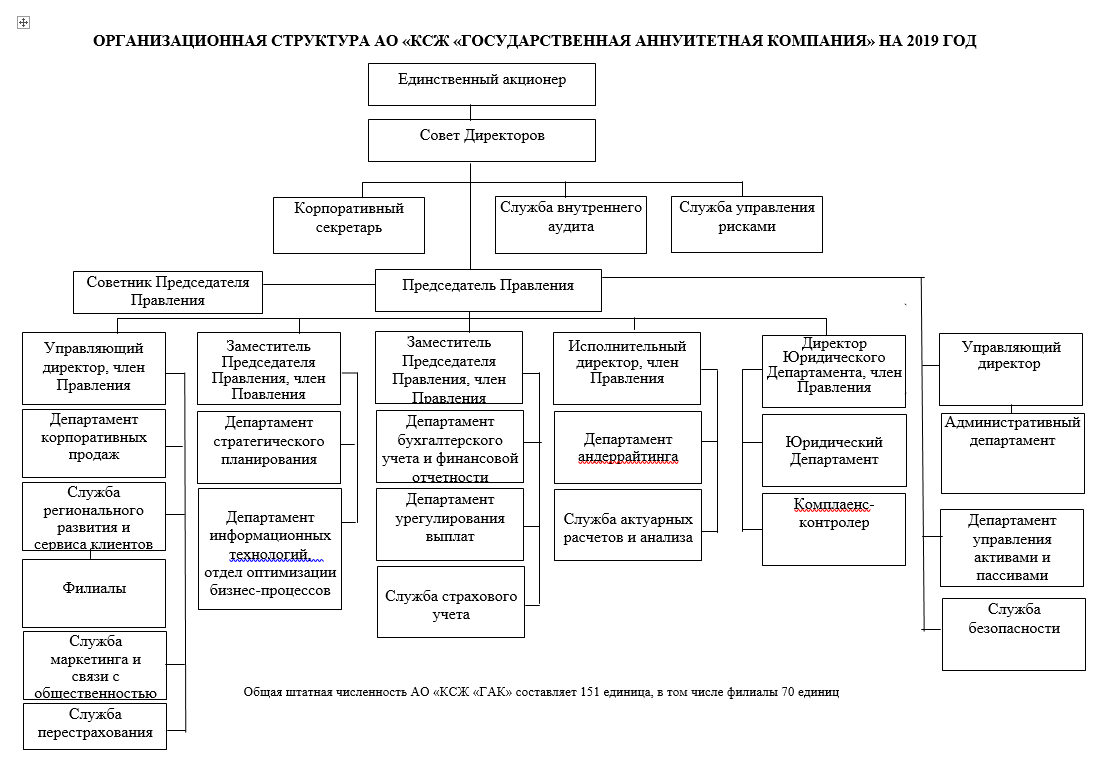 ОРГАНИЗАЦИОННАЯ СТРУКТУРА АО «КСЖ «ГОСУДАРСТВЕННАЯ АННУИТЕТНАЯ КОМПАНИЯ» НА 2019 ГОД
Единственный акционер
Совет Директоров
Корпоративный
секретарь
Служба внутреннего
аудита
Служба управления
рисками
Советник Председателя
Правления
Председатель Правления
Управляющий
директор, член
Правления
Департамент
корпоративных
продаж
Служба
регионального
развития и
сервиса клиентов
Филиалы
Служба
маркетинга и
связи с
общественностью
Служба
перестрахования
Заместитель
Председателя
Правления, член
Правления
Департамент
стратегического
планирования
Департамент
информационных
технологий,
отдел оптимизации
бизнес-процессов
Заместитель
Председателя
Правления, член
Правления
Департамент
бухгалтерского
учета и финансовой
отчетности
Департамент
урегулирования
выплат
Служба страхового
учета
Исполнительный
директор, член
Правления
Департамент
андеррайтинга
Служба актуарных
расчетов и анализа
Директор
Юридического
Департамента, член
Правления
Юридический
Департамент
Комплаенс-
контролер
Управляющий
директор
Административный
департамент
Департамент
управления
активами и
пассивами
Служба
безопасности
Общая штатная численность АО «КСЖ «ГАК» составляет 151 единица, в том числе филиалы 70 единиц